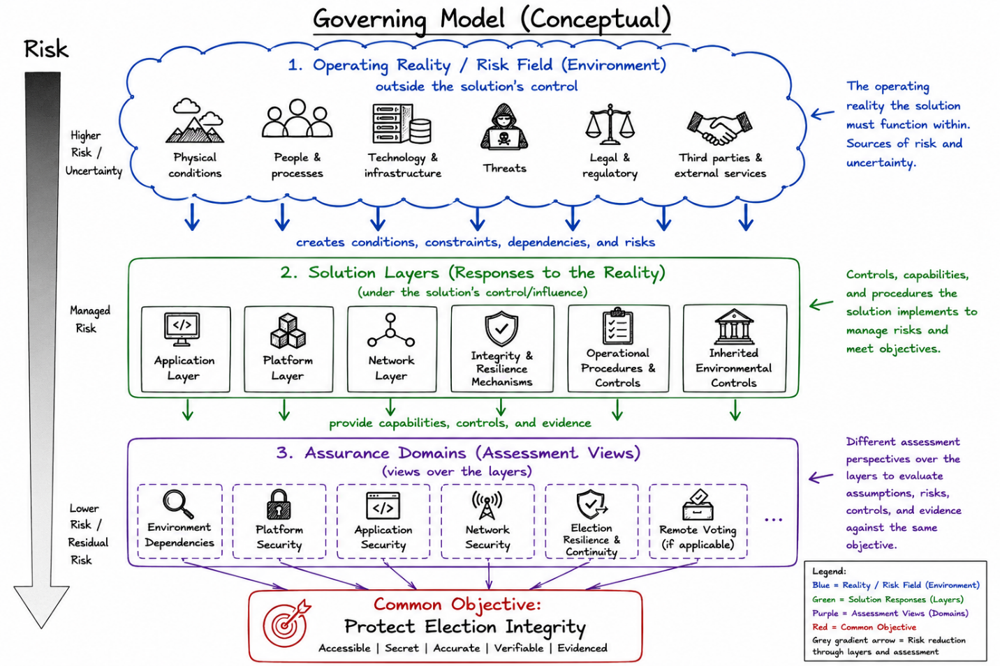 Governing Model (Conceptual)
Risk
1. Operating Reality / Risk Field (Environment)
outside the solution's control
Physical
conditions
People &
processes
Technology &
infrastructure
Threats
Legal &
regulatory
Third parties &
external services
Higher
Risk /
Uncertainty
The operating
reality the solution
must function within.
Sources of risk and
uncertainty.
creates conditions, constraints, dependencies, and risks
2. Solution Layers (Responses to the Reality)
(under the solution's control/influence)
Managed
Risk
</>
Application
Layer
Platform
Layer
Network
Layer
Integrity &
Resilience
Mechanisms
Operational
Procedures &
Controls
Inherited
Environmental
Controls
Controls, capabilities,
and procedures the
solution implements to
manage risks and
meet objectives.
provide capabilities, controls, and evidence
3. Assurance Domains (Assessment Views)
(views over the layers)
Lower
Risk /
Residual
Risk
Environment
Dependencies
Platform
Security
</>
Application
Security
Network
Security
Election
Resilience &
Continuity
Remote Voting
(if applicable)
...
Different assessment
perspectives over the
layers to evaluate
assumptions, risks,
controls, and evidence
against the same
objective.
Common Objective:
Protect Election Integrity
Accessible | Secret | Accurate | Verifiable | Evidenced
Legend:
Blue = Reality / Risk Field (Environment)
Green = Solution Responses (Layers)
Purple = Assessment Views (Domains)
Red = Common Objective
Grey gradient arrow = Risk reduction
through layers and assessment